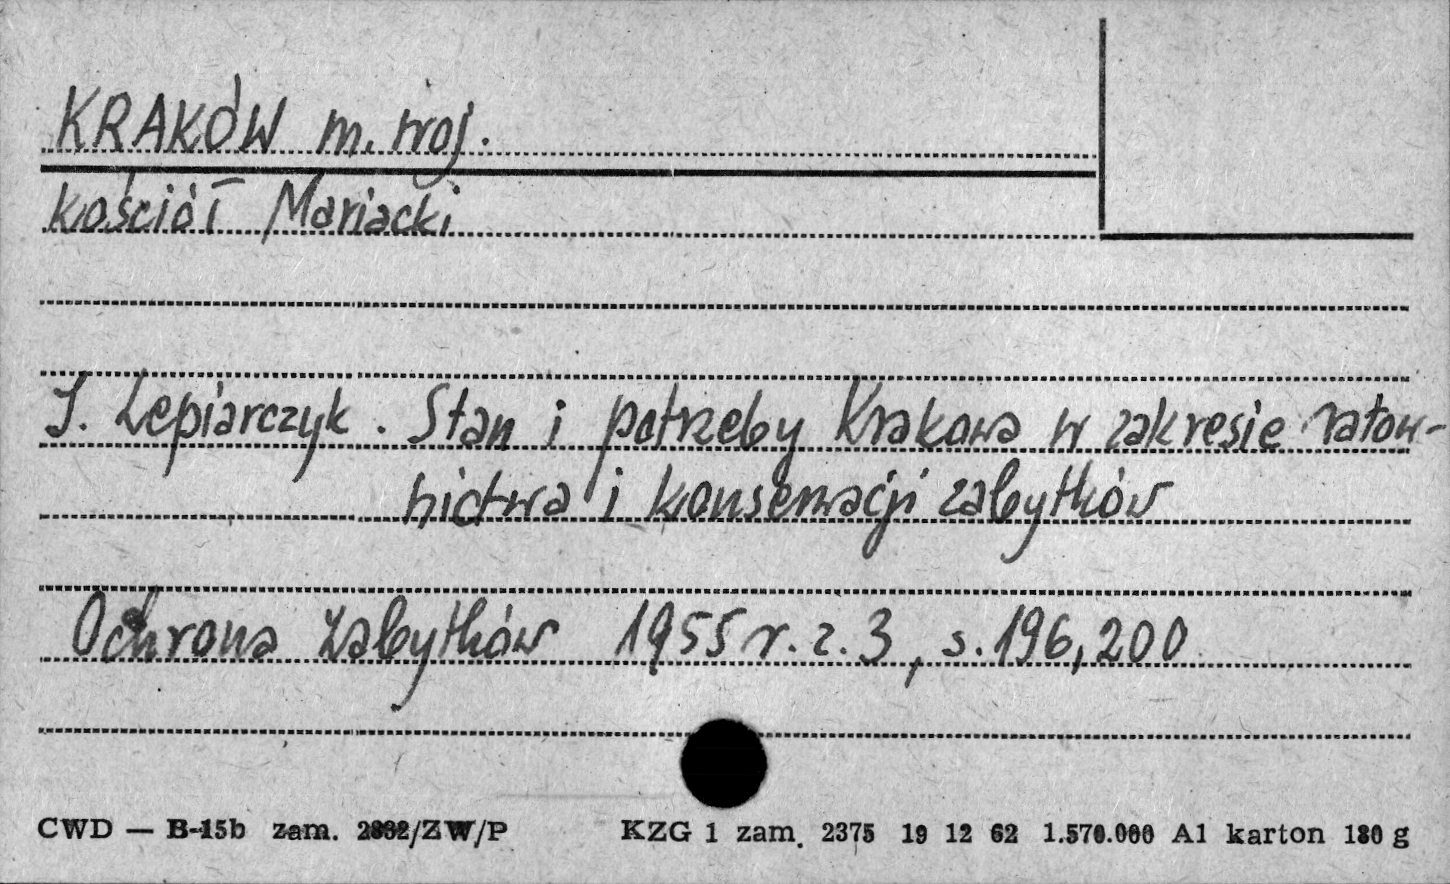 KRAKÓW m. woj.
kościół Mariacki
J. Lepiarczyk. Stan i potrzeby Krakowa w zakresie ratow-
nictwa i konserwacji zabytków
Ochrona zabytków 1955 r. z. 3, s. 196, 200
CWD — B-15b zam. 2832/ZW/P KZG 1 zam. 2375 19 12 62 1.570.000 A1 karton 180 g